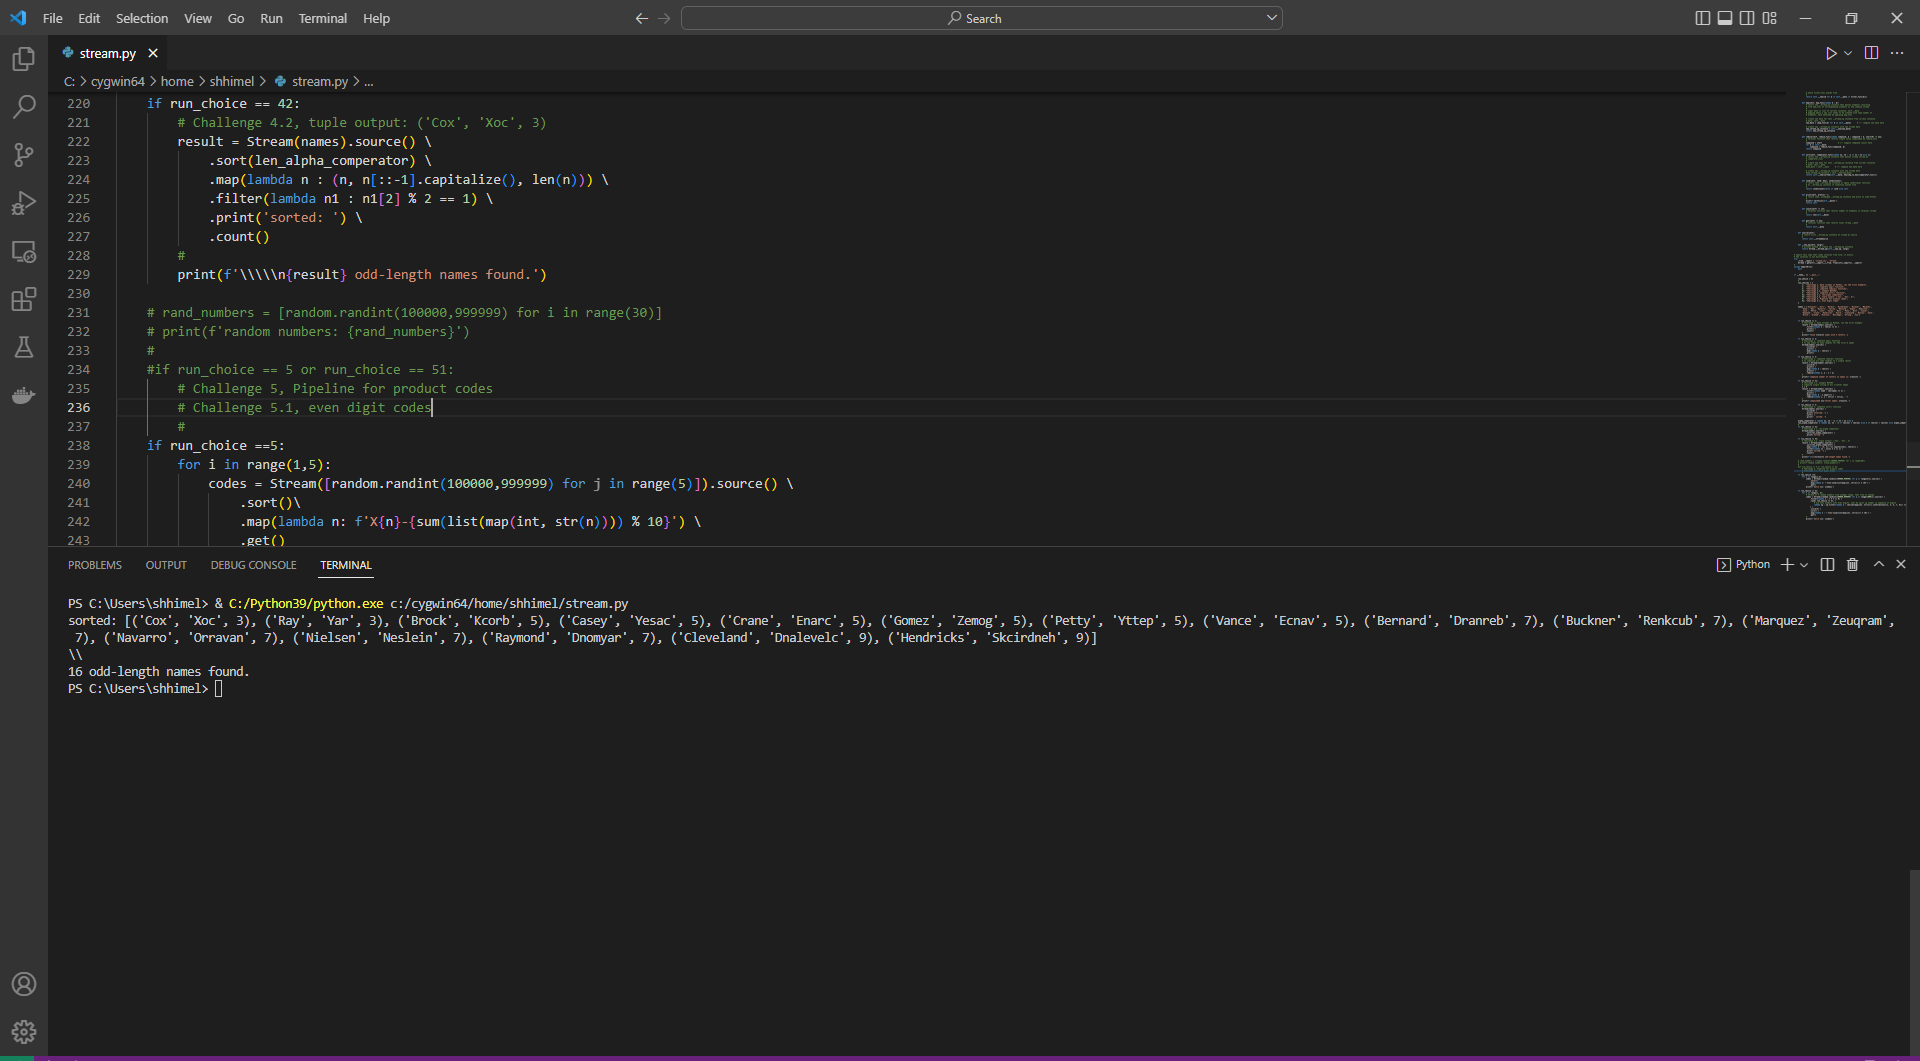 File Edit Selection View Go Run Terminal Help
Search
stream.py
C: > cygwin64 > home > shhimel > stream.py > ...
220 if run_choice == 42:
221 # Challenge 4.2, tuple output: ('Cox', 'Xoc', 3)
222 result = Stream(names).source() \
223 .sort(len_alpha_comperator) \
224 .map(lambda n : (n, n[::-1].capitalize(), len(n))) \
225 .filter(lambda n1 : n1[2] % 2 == 1) \
226 .print('sorted: ') \
227 .count()
228 #
229 print(f'\\\\\n{result} odd-length names found.')
230
231 # rand_numbers = [random.randint(100000,999999) for i in range(30)]
232 # print(f'random numbers: {rand_numbers}')
233 #
234 #if run_choice == 5 or run_choice == 51:
235 # Challenge 5, Pipeline for product codes
236 # Challenge 5.1, even digit codes
237 #
238 if run_choice ==5:
239 for i in range(1,5):
240 codes = Stream([random.randint(100000,999999) for j in range(5)]).source() \
241 .sort()\
242 .map(lambda n: f'X{n}-{sum(list(map(int, str(n)))) % 10}') \
243 .get()
PROBLEMS OUTPUT DEBUG CONSOLE TERMINAL
Python
PS C:\Users\shhimel> & C:/Python39/python.exe c:/cygwin64/home/shhimel/stream.py
sorted: [('Cox', 'Xoc', 3), ('Ray', 'Yar', 3), ('Brock', 'Kcorb', 5), ('Casey', 'Yesac', 5), ('Crane', 'Enarc', 5), ('Gomez', 'Zemog', 5), ('Petty', 'Yttep', 5), ('Vance', 'Ecnav', 5), ('Bernard', 'Dranreb', 7), ('Buckner', 'Renkcub', 7), ('Marquez', 'Zeuqram',
7), ('Navarro', 'Orravan', 7), ('Nielsen', 'Neslein', 7), ('Raymond', 'Dnomyar', 7), ('Cleveland', 'Dnalevelc', 9), ('Hendricks', 'Skcirdneh', 9)]
\\
16 odd-length names found.
PS C:\Users\shhimel>